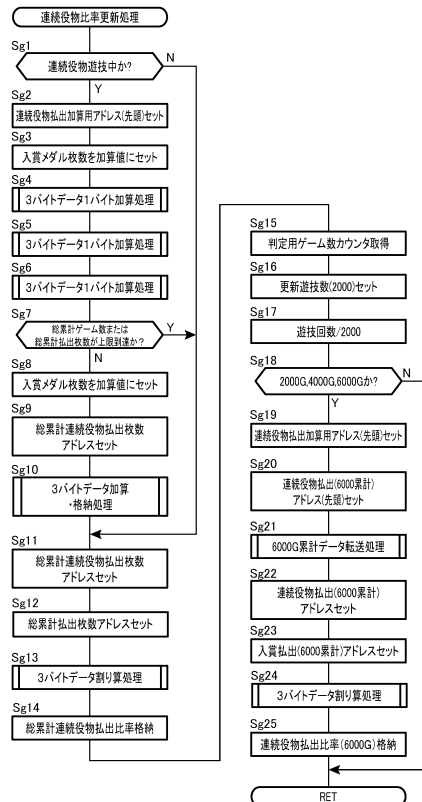 連続役物比率更新処理
Sg1
連続役物遊技中か?
N
Y
Sg2
連続役物払出加算用アドレス(先頭)セット
Sg3
入賞メダル枚数を加算値にセット
Sg4
3バイトデータ1バイト加算処理
Sg5
3バイトデータ1バイト加算処理
Sg6
3バイトデータ1バイト加算処理
Sg7
総累計ゲーム数または
総累計払出枚数が上限到達か?
Y
N
Sg8
入賞メダル枚数を加算値にセット
Sg9
総累計連続役物払出枚数
アドレスセット
Sg10
3バイトデータ加算
・格納処理
Sg11
総累計連続役物払出枚数
アドレスセット
Sg12
総累計払出枚数アドレスセット
Sg13
3バイトデータ割り算処理
Sg14
総累計連続役物払出比率格納
Sg15
判定用ゲーム数カウンタ取得
Sg16
更新遊技数(2000)セット
Sg17
遊技回数/2000
Sg18
2000G,4000G,6000Gか?
N
Y
Sg19
連続役物払出加算用アドレス(先頭)セット
Sg20
連続役物払出(6000累計)
アドレス(先頭)セット
Sg21
6000G累計データ転送処理
Sg22
連続役物払出(6000累計)
アドレスセット
Sg23
入賞払出(6000累計)アドレスセット
Sg24
3バイトデータ割り算処理
Sg25
連続役物払出比率(6000G)格納
RET